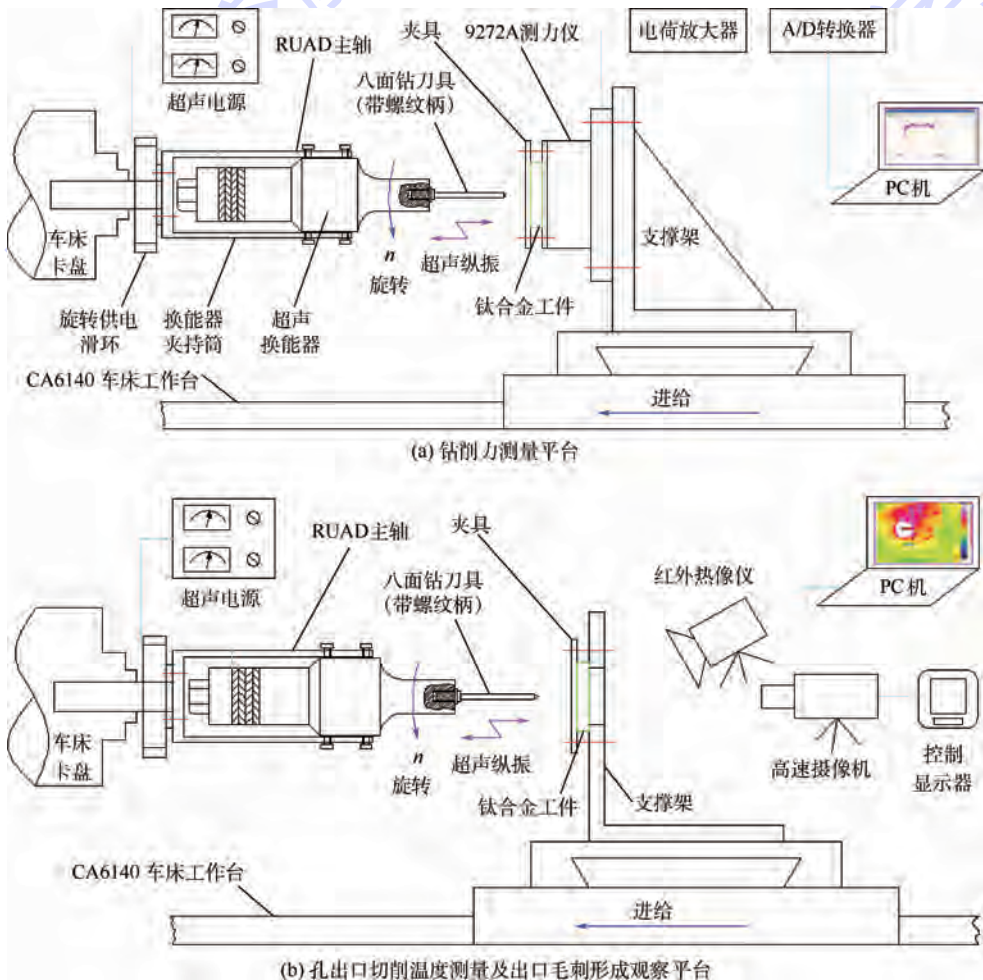 RUAD主轴
夹具
9272A测力仪
电荷放大器
A/D转换器
超声电源
八面钻刀具
(带螺纹柄)
PC机
车床
卡盘
n
旋转
超声纵振
支撑架
钛合金工件
旋转供电
滑环
换能器
夹持筒
超声
换能器
CA6140 车床工作台
进给
(a) 钻削力测量平台
RUAD主轴
夹具
超声电源
八面钻刀具
(带螺纹柄)
红外热像仪
PC机
车床
卡盘
n
旋转
超声纵振
钛合金工件
支撑架
高速摄像机
控制
显示器
CA6140 车床工作台
进给
(b) 孔出口切削温度测量及出口毛刺形成观察平台